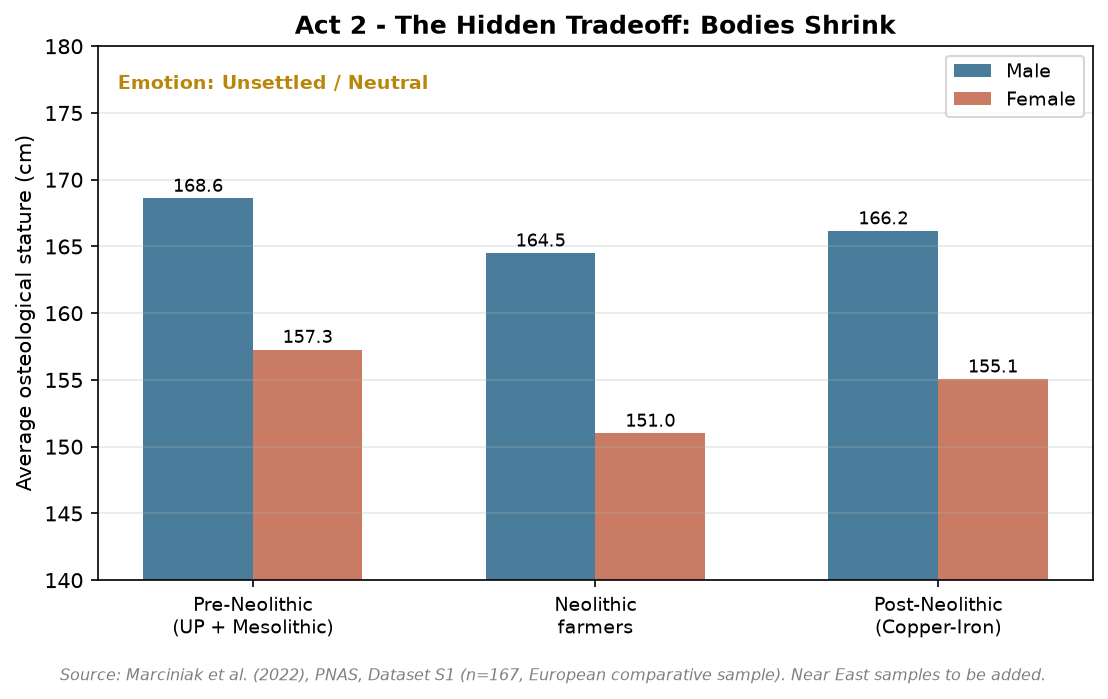 Act 2 - The Hidden Tradeoff: Bodies Shrink
Emotion: Unsettled / Neutral
Male
Female
Average osteological stature (cm)
180
175
170
165
160
155
150
145
140
168.6
157.3
164.5
151.0
166.2
155.1
Pre-Neolithic
(UP + Mesolithic)
Neolithic
farmers
Post-Neolithic
(Copper-Iron)
Source: Marciniak et al. (2022), PNAS, Dataset S1 (n=167, European comparative sample). Near East samples to be added.